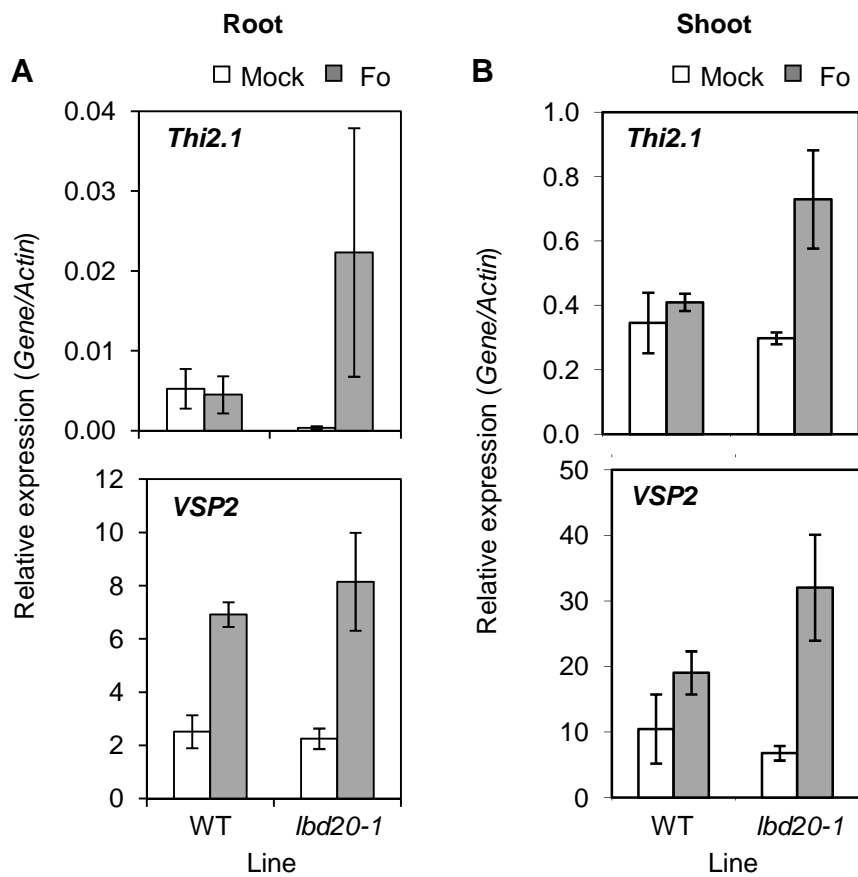 Root
Shoot
A
Mock
Fo
B
Mock
Fo
Relative expression (Gene/Actin)
Thi2.1
0.04
0.03
0.02
0.01
0.00
VSP2
12
10
8
6
4
2
0
WT
lbd20-1
Line
Relative expression (Gene/Actin)
Thi2.1
1.0
0.8
0.6
0.4
0.2
0.0
VSP2
50
40
30
20
10
0
WT
lbd20-1
Line